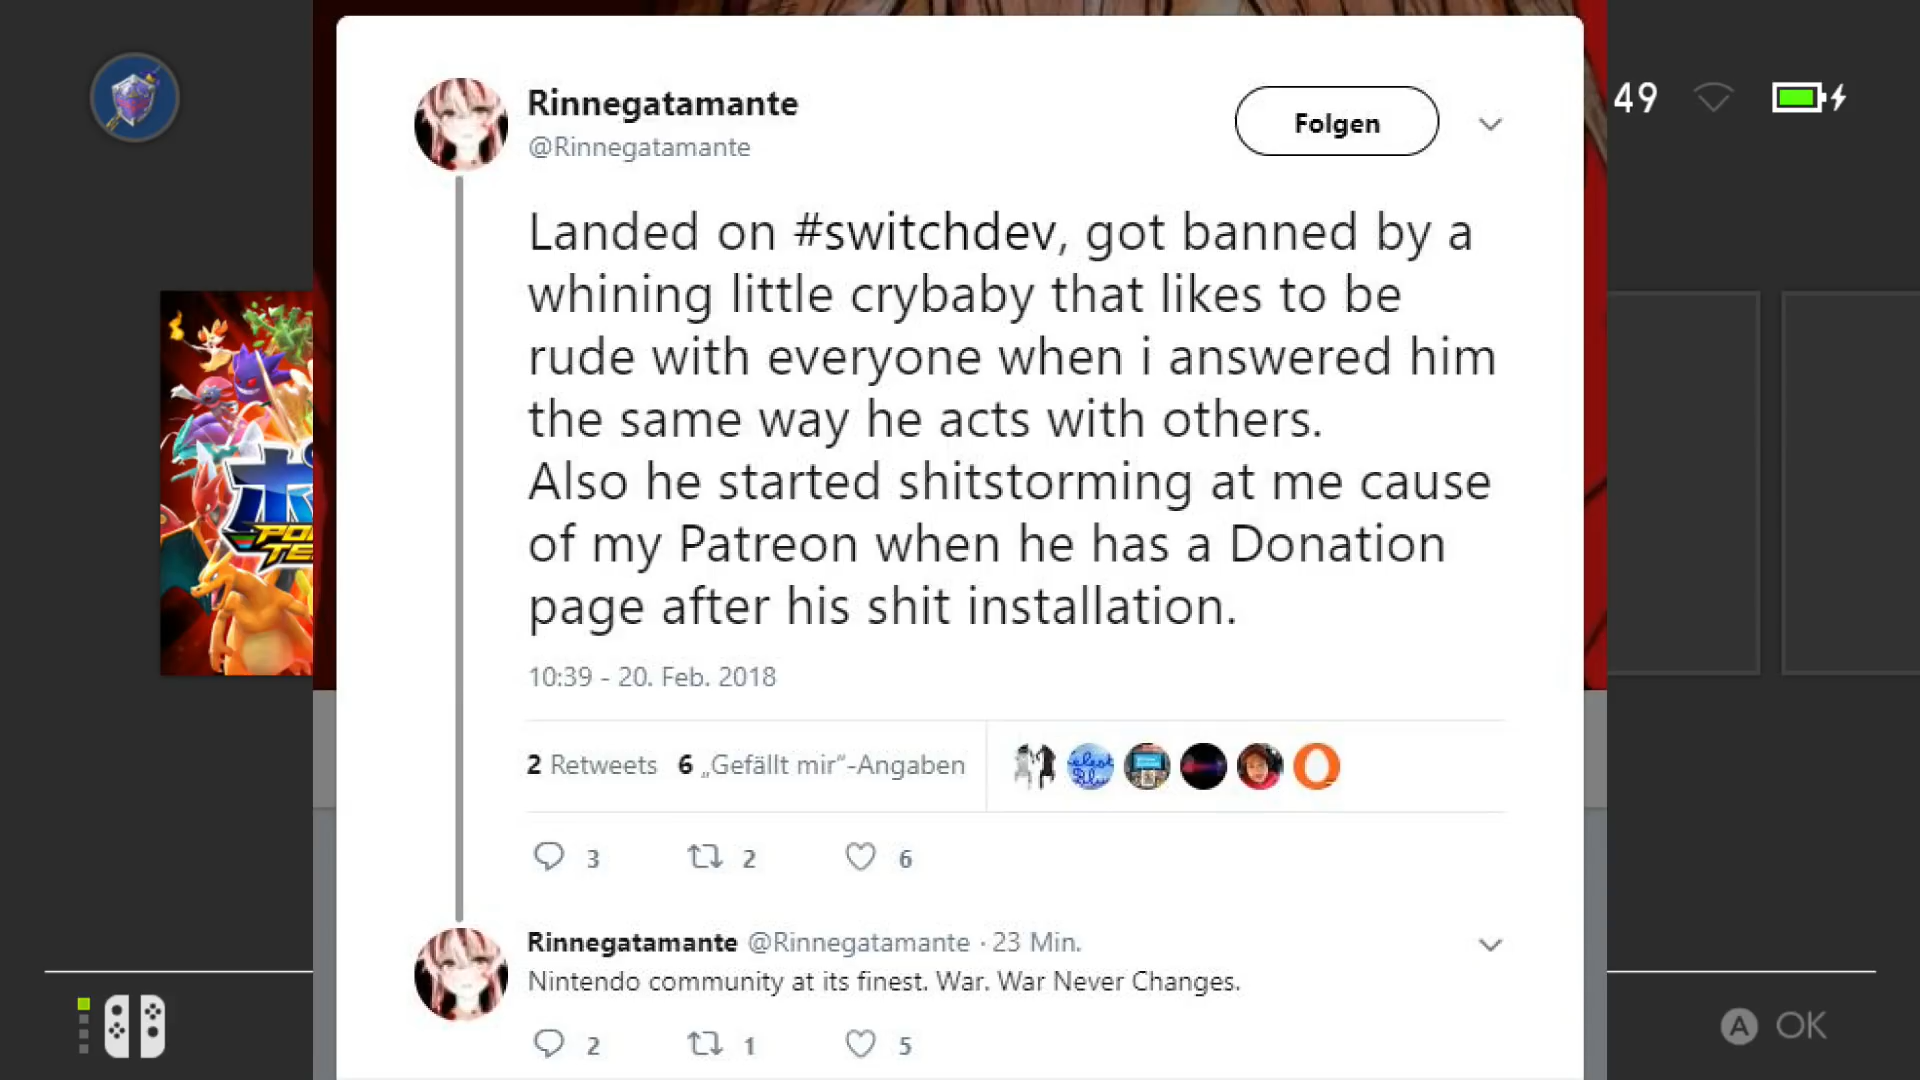 Rinnegatamante
@Rinnegatamante
Folgen
49
Landed on #switchdev, got banned by a
whining little crybaby that likes to be
rude with everyone when i answered him
the same way he acts with others.
Also he started shitstorming at me cause
of my Patreon when he has a Donation
page after his shit installation.
10:39 - 20. Feb. 2018
2 Retweets 6 „Gefällt mir“-Angaben
3 2 6
Rinnegatamante @Rinnegatamante · 23 Min.
Nintendo community at its finest. War. War Never Changes.
2 1 5
A OK